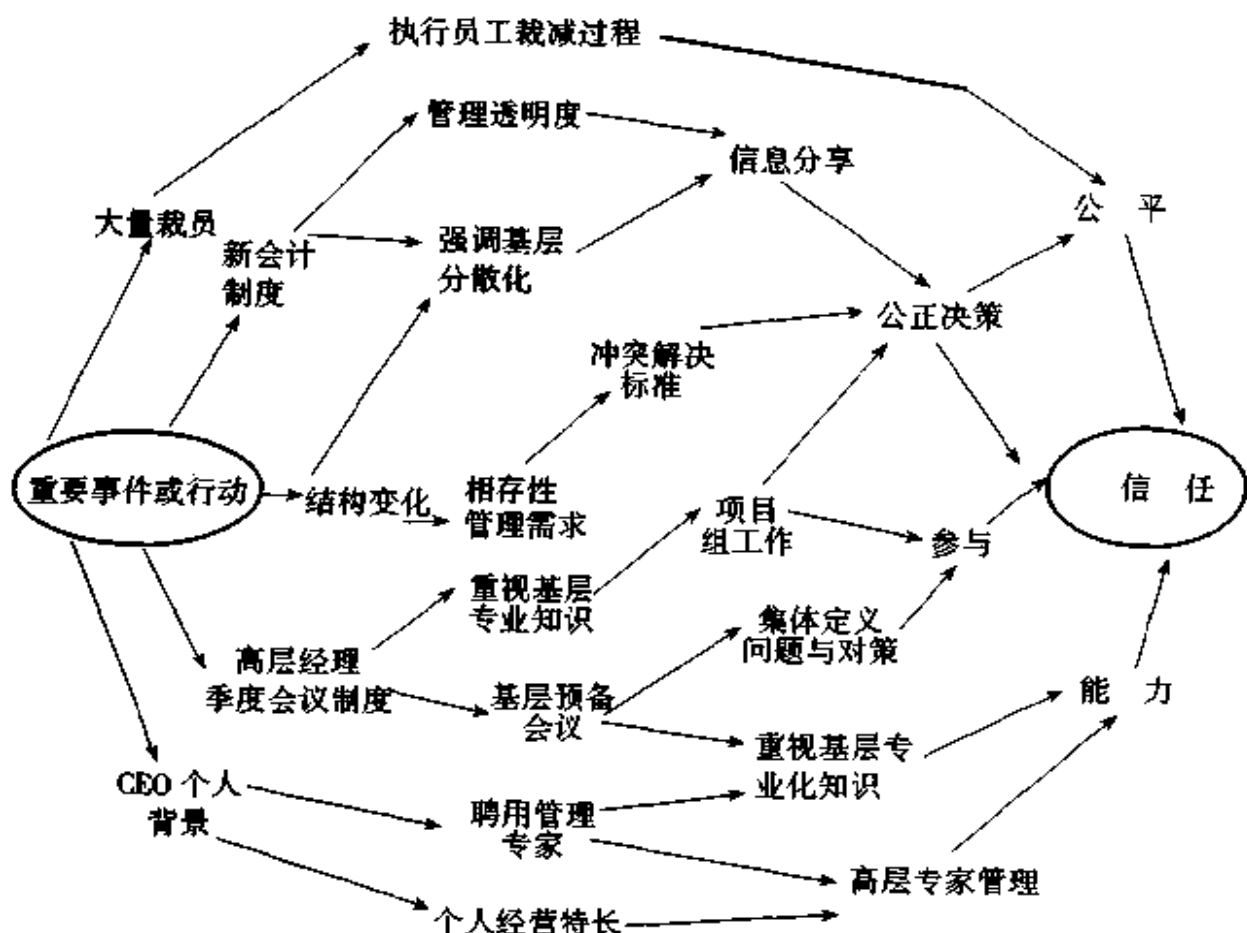 执行员工裁减过程
管理透明度
信息分享
大量裁员
公 平
新会计
制度
强调基层
分散化
公正决策
冲突解决
标准
重要事件或行动
结构变化
相存性
管理需求
项目
组工作
参与
信 任
重视基层
专业知识
集体定义
问题与对策
高层经理
季度会议制度
基层预备
会议
能 力
重视基层专
业化知识
CEO 个人
背景
聘用管理
专家
高层专家管理
个人经营特长